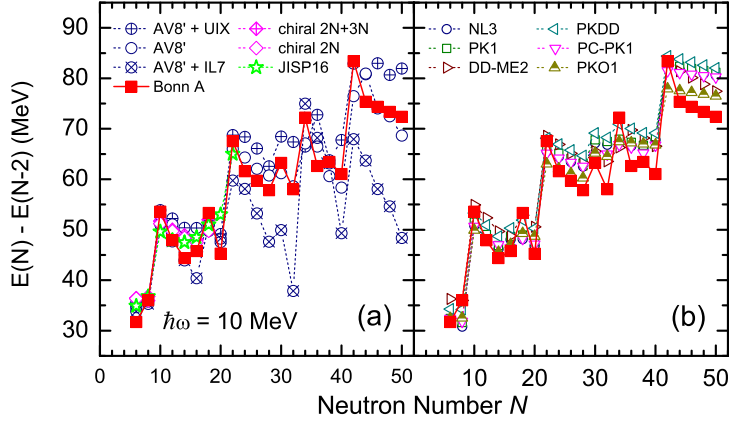 E(N) - E(N-2) (MeV)
90
80
70
60
50
40
30
AV8' + UIX
AV8'
AV8' + IL7
Bonn A
chiral 2N+3N
chiral 2N
JISP16
ħω = 10 MeV
(a)
0 10 20 30 40 50
NL3
PK1
DD-ME2
PKDD
PC-PK1
PKO1
(b)
10 20 30 40 50
Neutron Number N